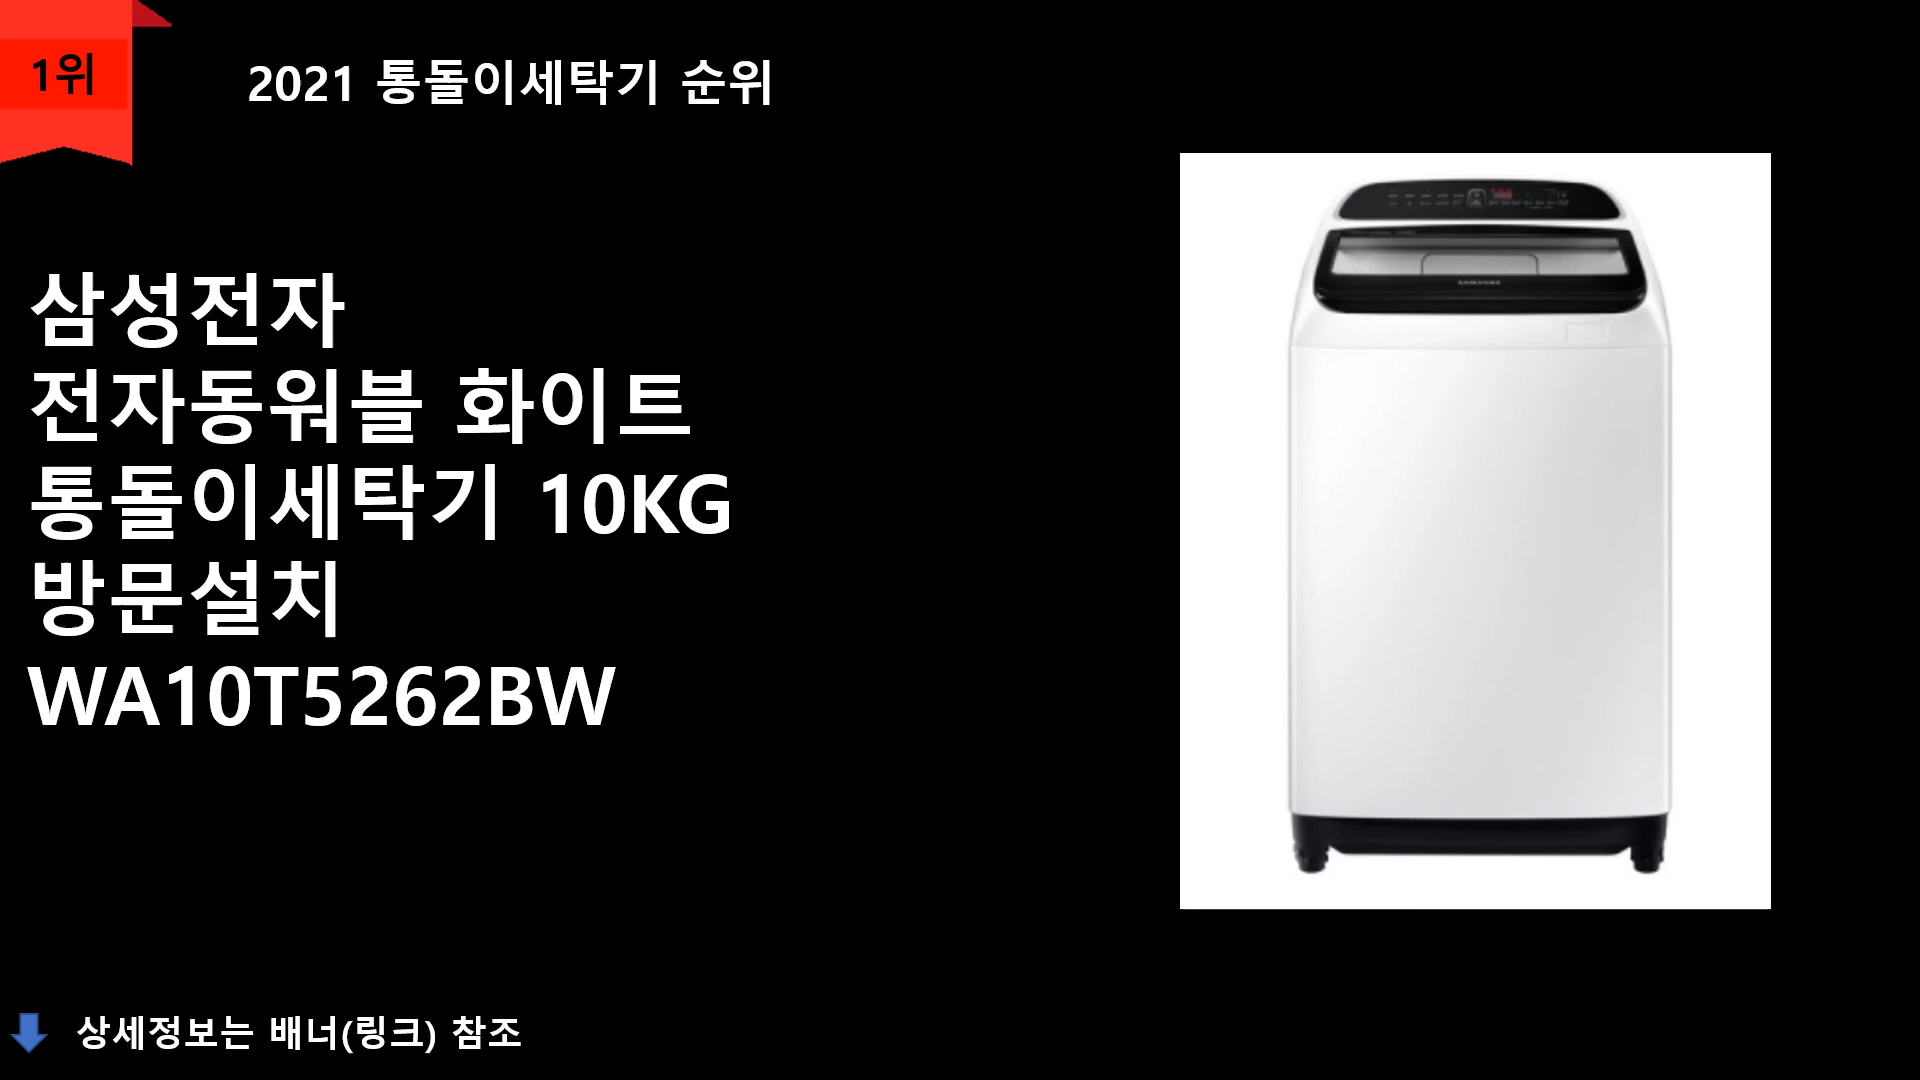 1위
2021 통돌이세탁기 순위
삼성전자
전자동워블 화이트
통돌이세탁기 10KG
방문설치
WA10T5262BW
SAMSUNG
상세정보는 배너(링크) 참조